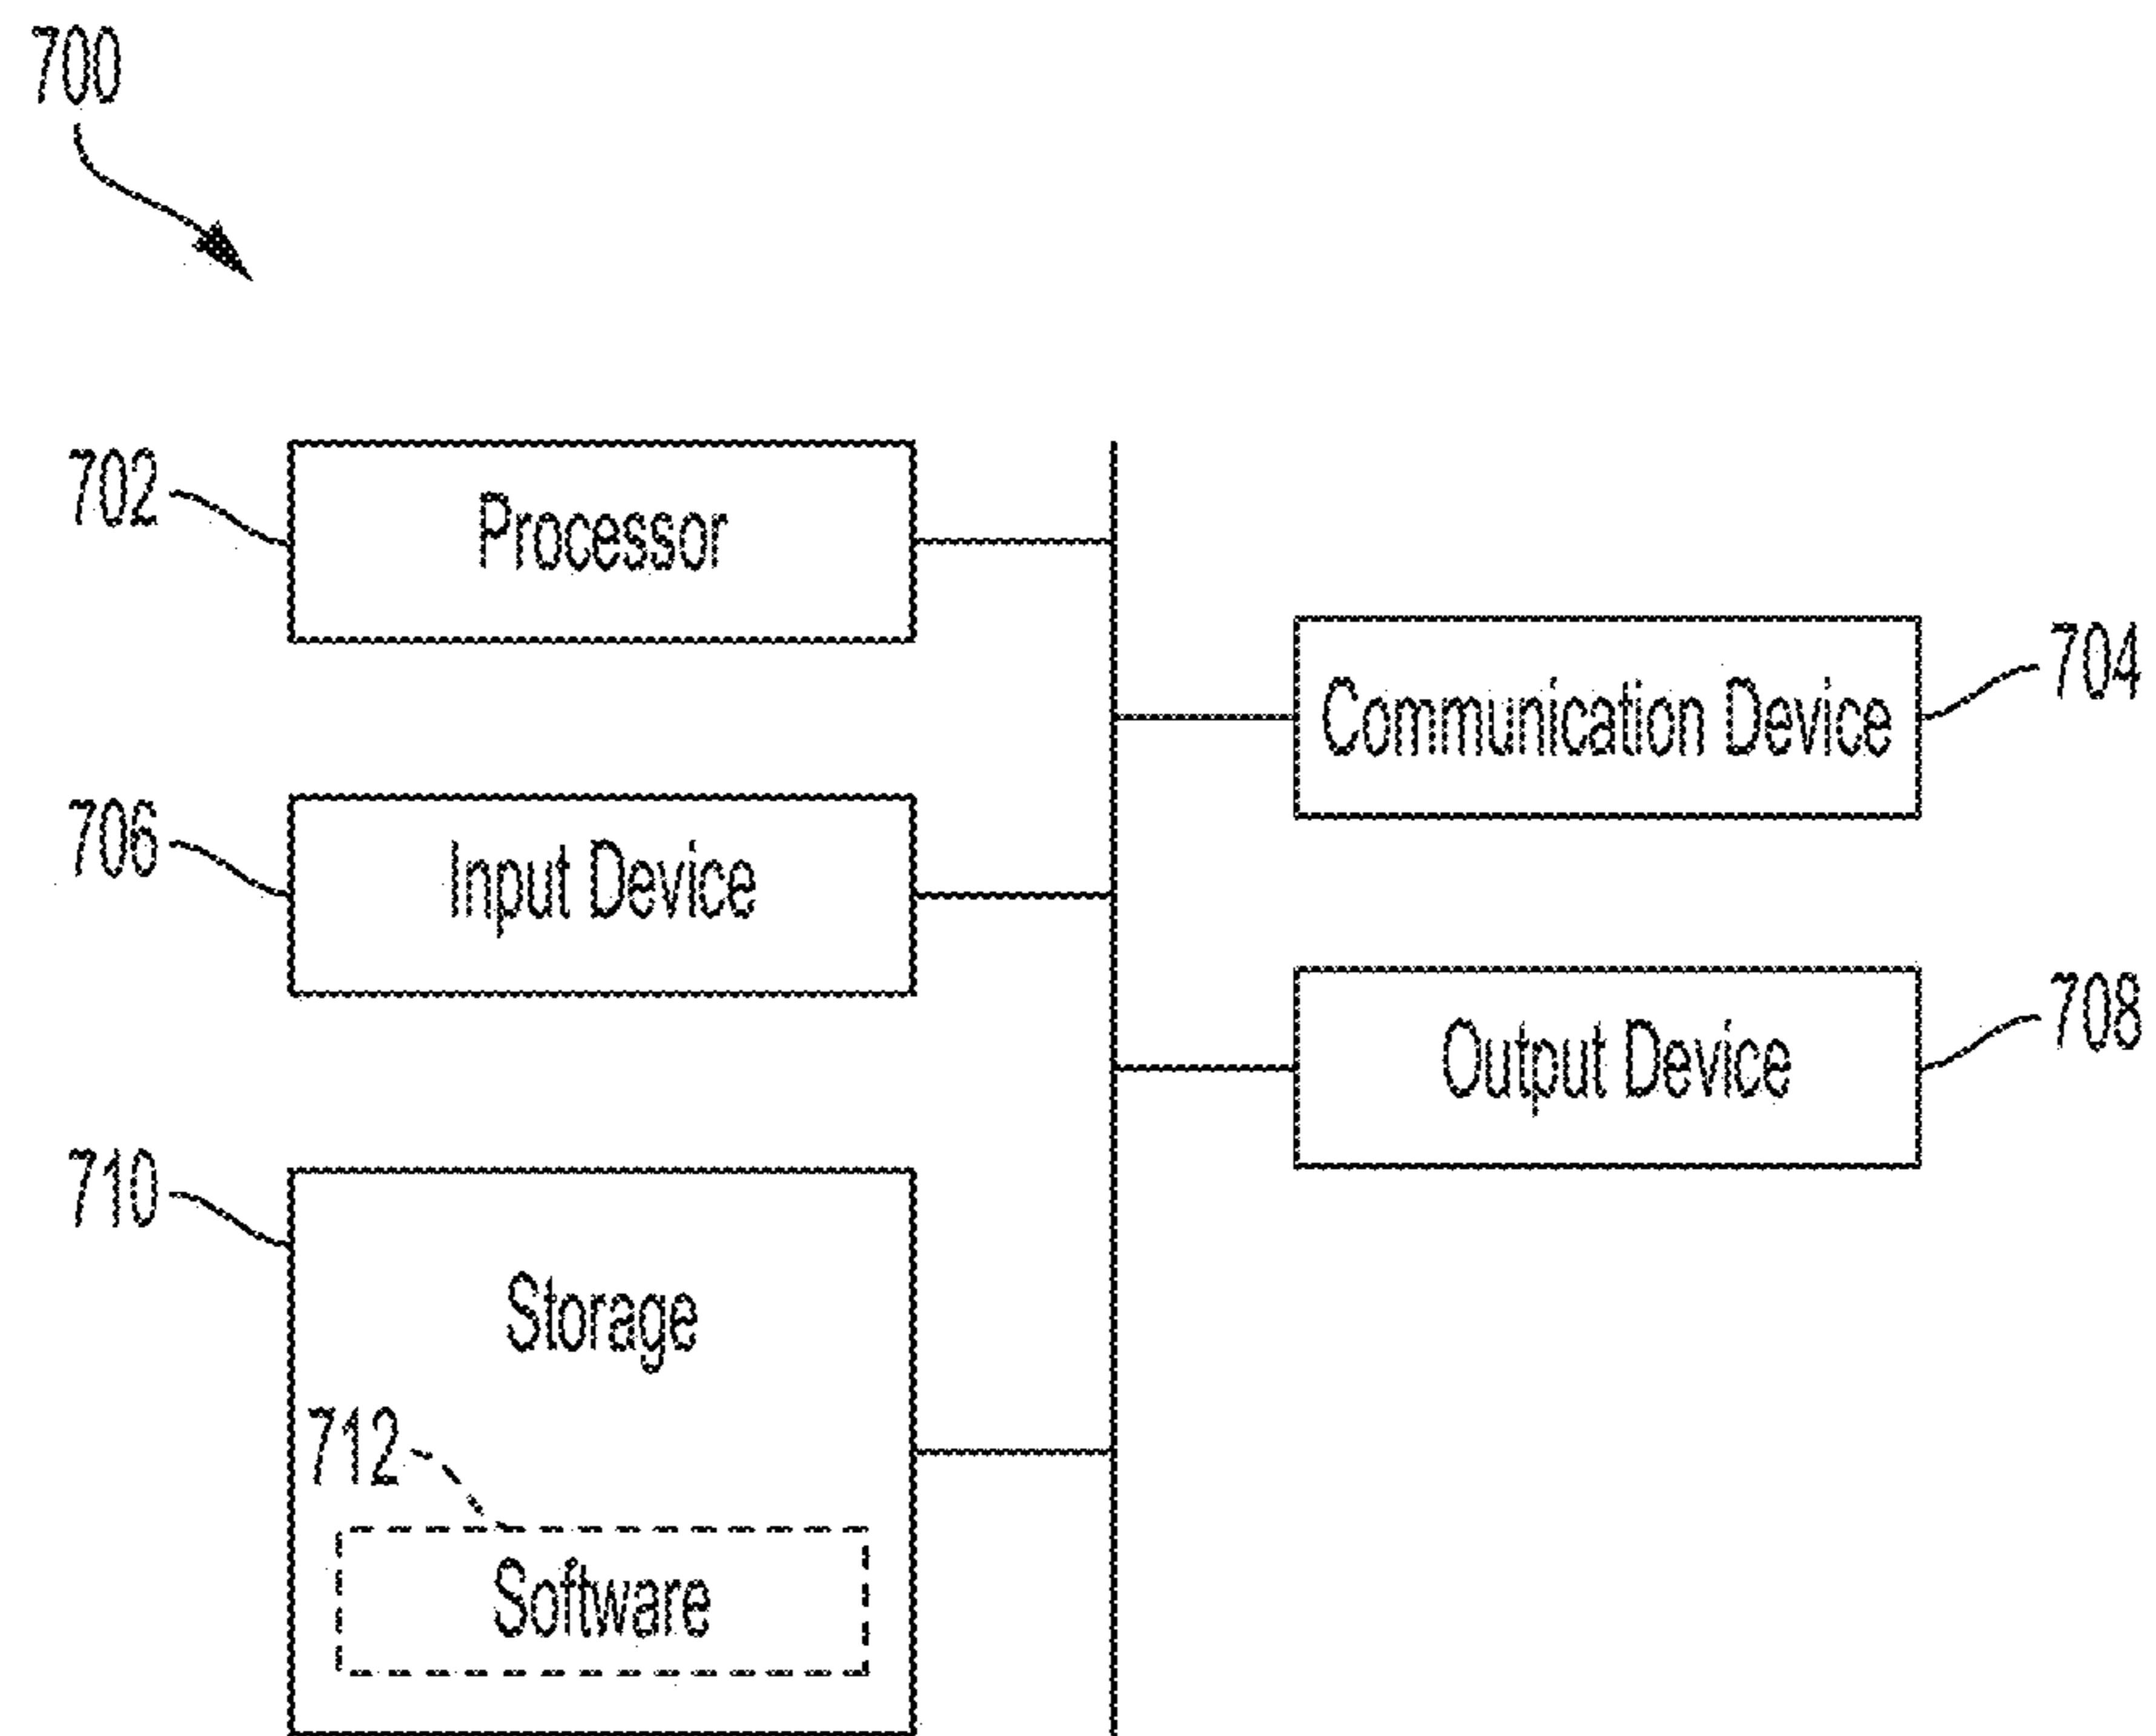 700
702
Processor
Communication Device
704
706
Input Device
Output Device
708
710
Storage
712
Software